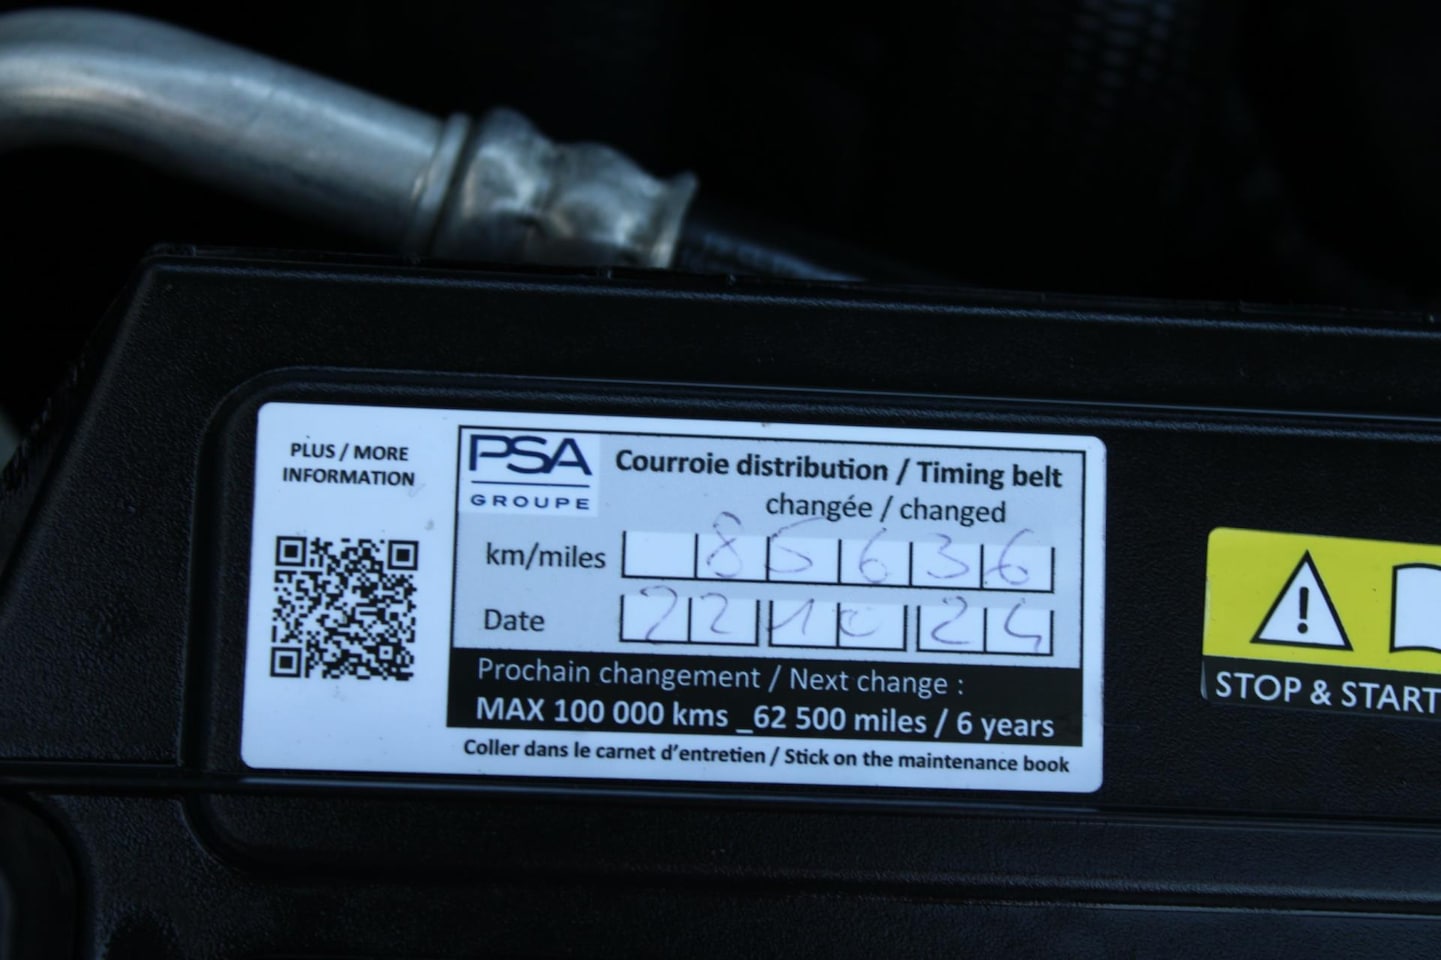 PLUS / MORE
INFORMATION
PSA
GROUPE
Courroie distribution / Timing belt
changée / changed
km/miles 85636
Date 22 10 24
Prochain changement / Next change :
MAX 100 000 kms _62 500 miles / 6 years
Coller dans le carnet d'entretien / Stick on the maintenance book
!
STOP & START